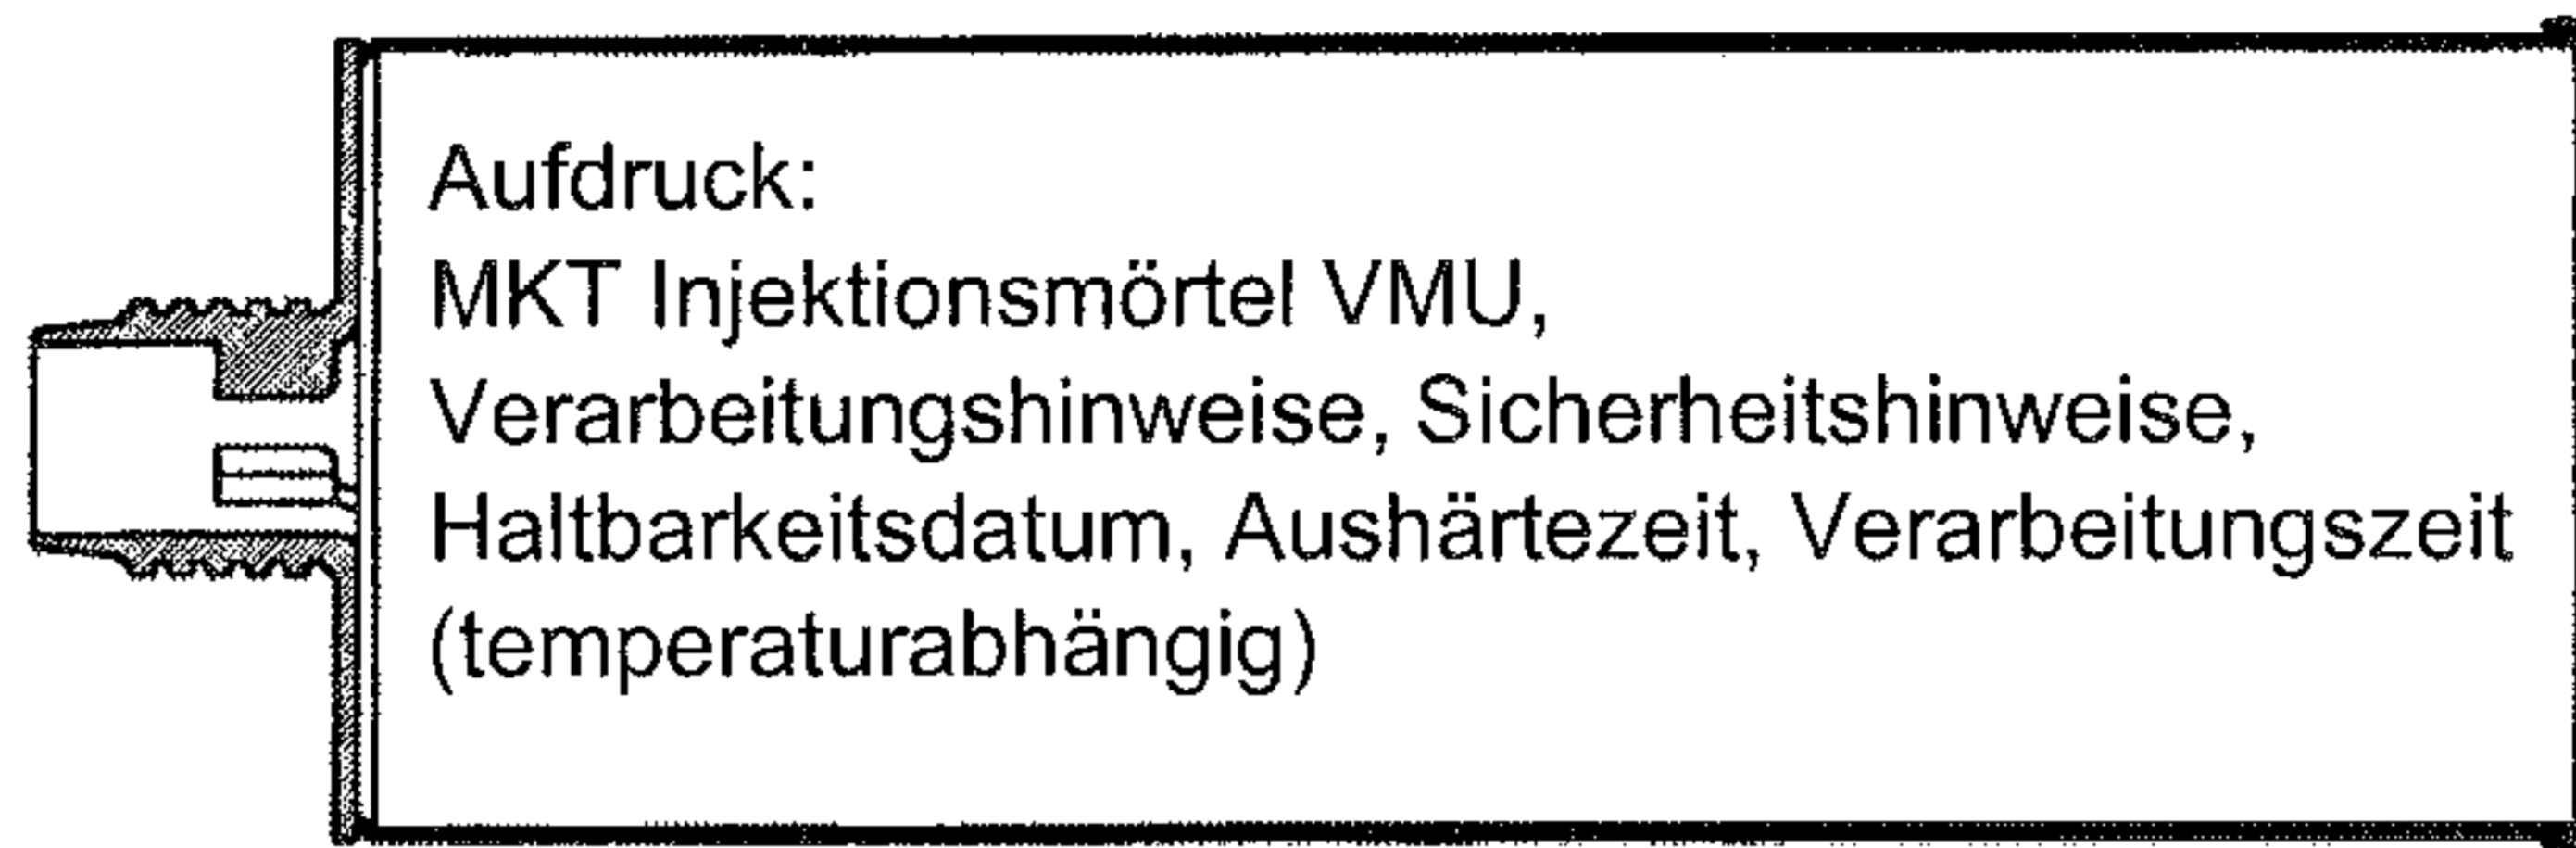 Aufdruck:
MKT Injektionsmörtel VMU,
Verarbeitungshinweise, Sicherheitshinweise,
Haltbarkeitsdatum, Aushärtezeit, Verarbeitungszeit
(temperaturabhängig)